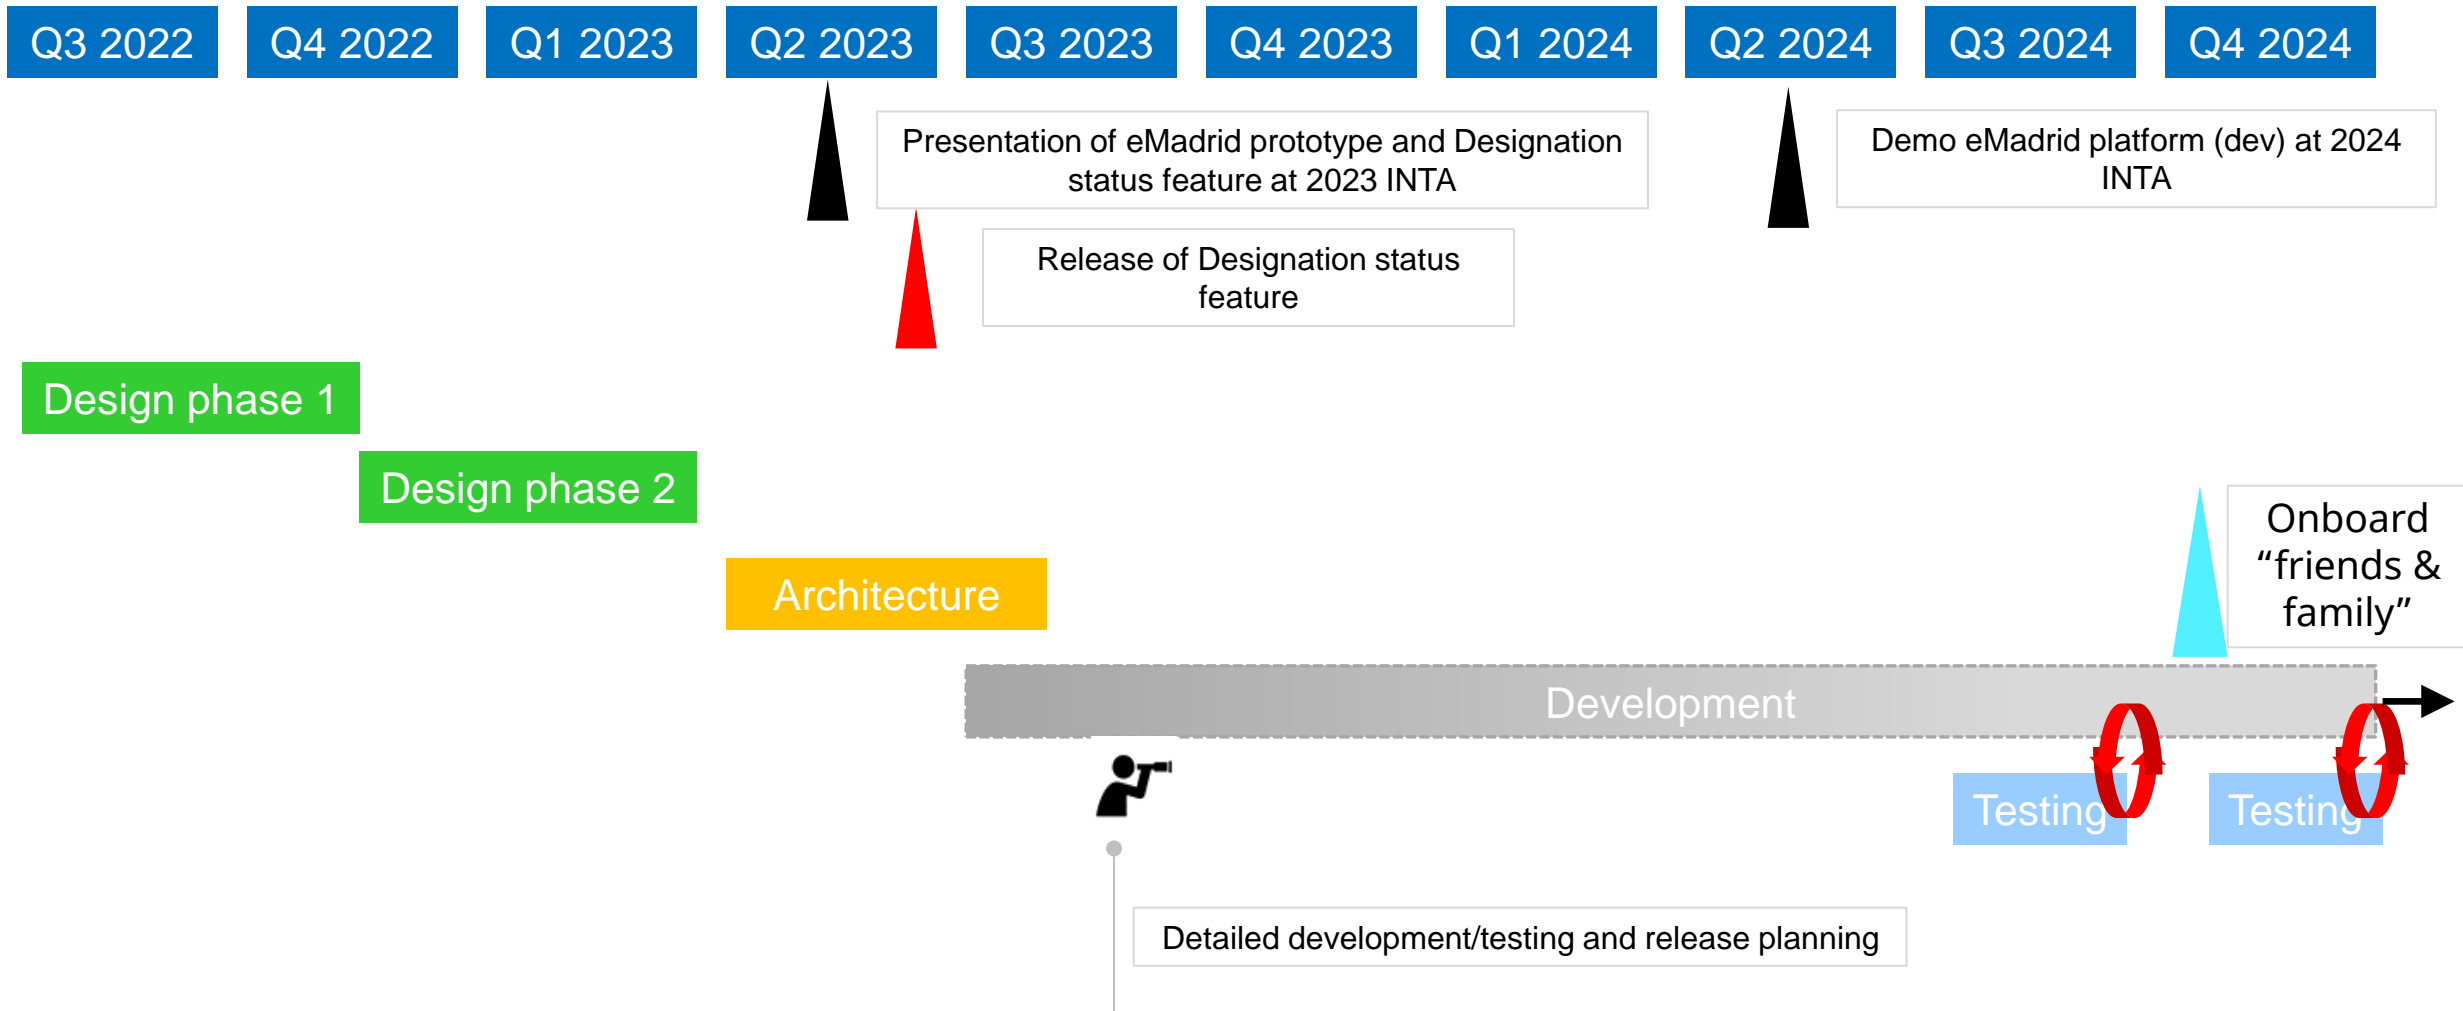 Q3 2022
Q4 2022
Q1 2023
Q2 2023
Q3 2023
Q4 2023
Q1 2024
Q2 2024
Q3 2024
Q4 2024
Presentation of eMadrid prototype and Designation
status feature at 2023 INTA
Demo eMadrid platform (dev) at 2024
INTA
Release of Designation status
feature
Design phase 1
Design phase 2
Onboard
“friends &
family”
Architecture
Development
Testing
Testing
Detailed development/testing and release planning